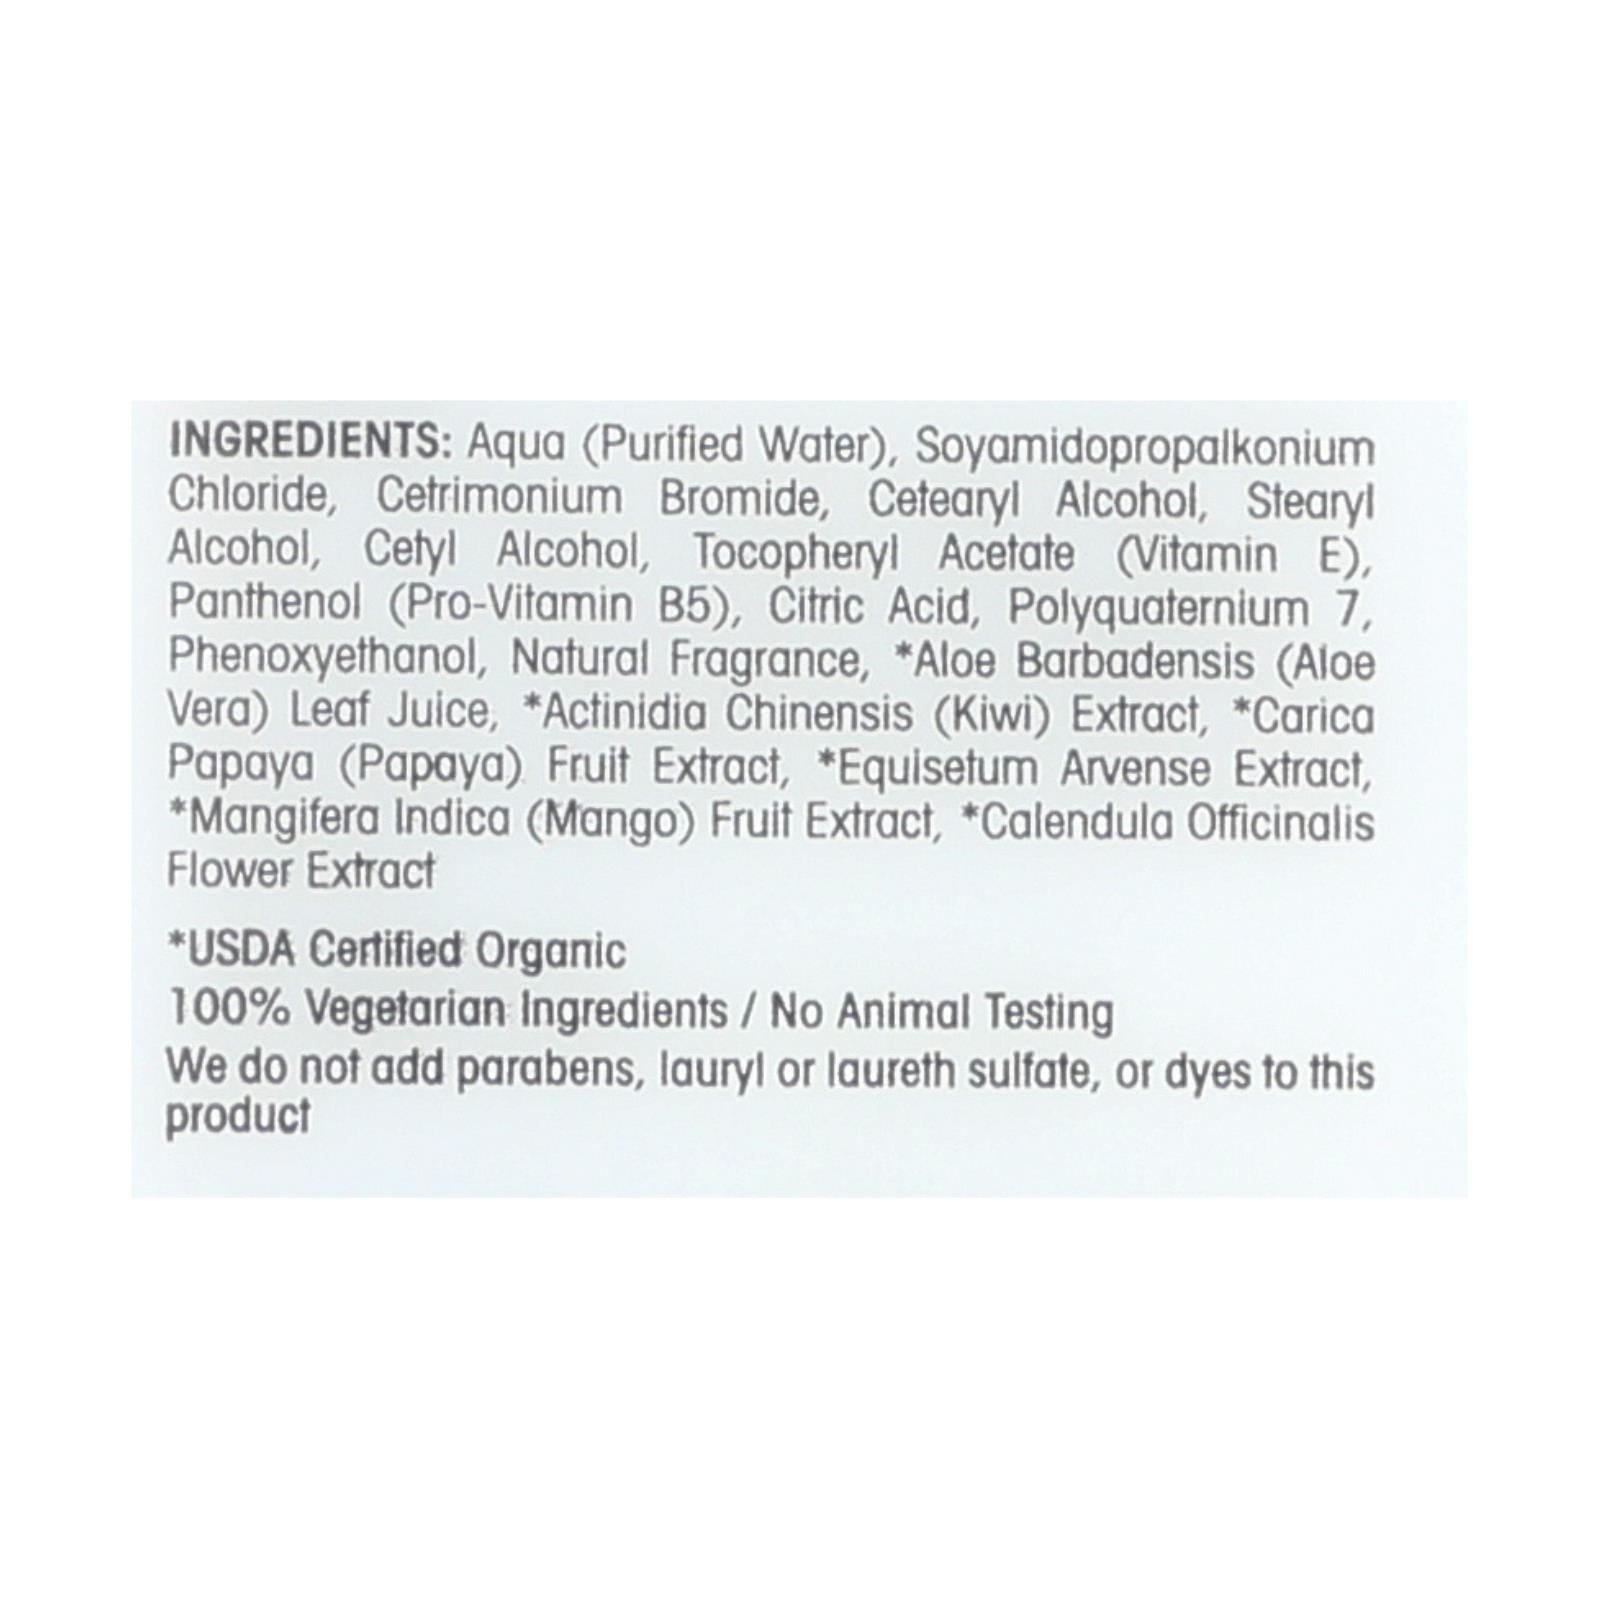 INGREDIENTS: Aqua (Purified Water), Soyamidopropalkonium
Chloride, Cetrimonium Bromide, Cetearyl Alcohol, Stearyl
Alcohol, Cetyl Alcohol, Tocopheryl Acetate (Vitamin E),
Panthenol (Pro-Vitamin B5), Citric Acid, Polyquaternium 7,
Phenoxyethanol, Natural Fragrance, *Aloe Barbadensis (Aloe
Vera) Leaf Juice, *Actinidia Chinensis (Kiwi) Extract, *Carica
Papaya (Papaya) Fruit Extract, *Equisetum Arvense Extract,
*Mangifera Indica (Mango) Fruit Extract, *Calendula Officinalis
Flower Extract
*USDA Certified Organic
100% Vegetarian Ingredients / No Animal Testing
We do not add parabens, lauryl or laureth sulfate, or dyes to this
product